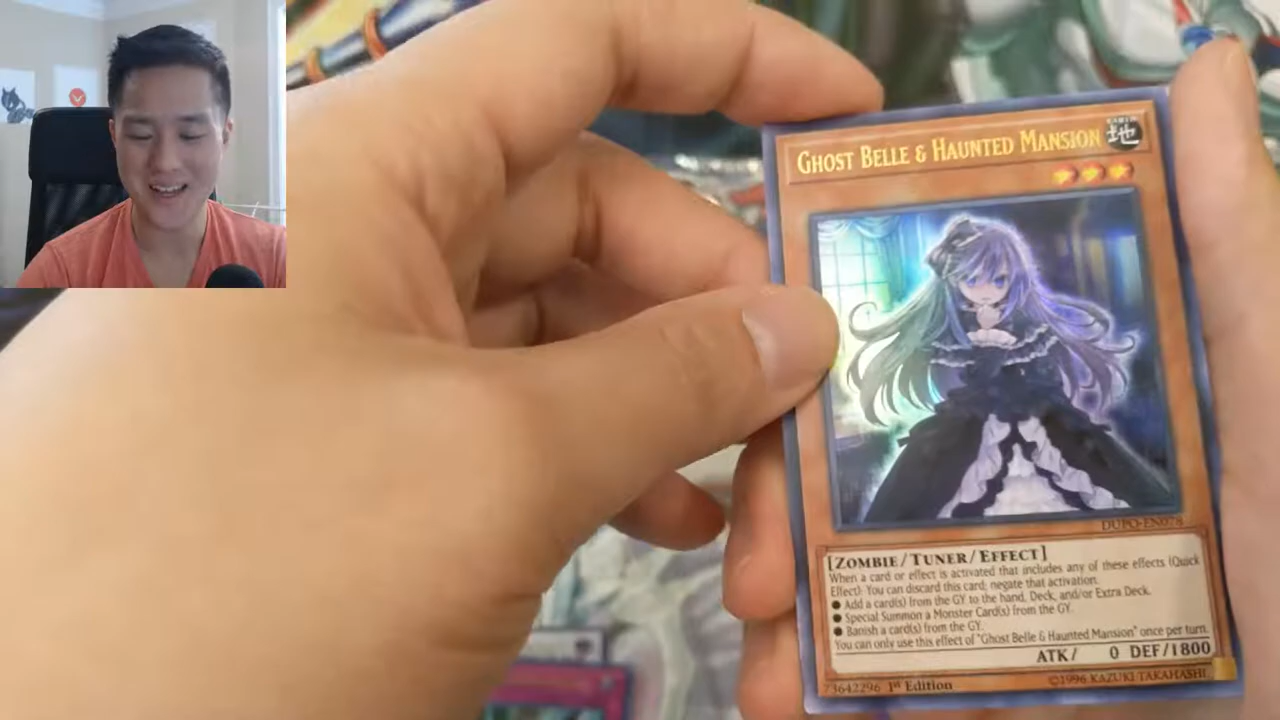 GHOST BELLE & HAUNTED MANSION
EARTH
地
DUPO-EN078
[ZOMBIE/TUNER/EFFECT]
When a card or effect is activated that includes any of these effects (Quick
Effect): You can discard this card; negate that activation.
● Add a card(s) from the GY to the hand, Deck, and/or Extra Deck.
● Special Summon a Monster Card(s) from the GY.
● Banish a card(s) from the GY.
You can only use this effect of "Ghost Belle & Haunted Mansion" once per turn.
ATK/ 0 DEF/1800
73642296 1st Edition
©1996 KAZUKI TAKAHASHI